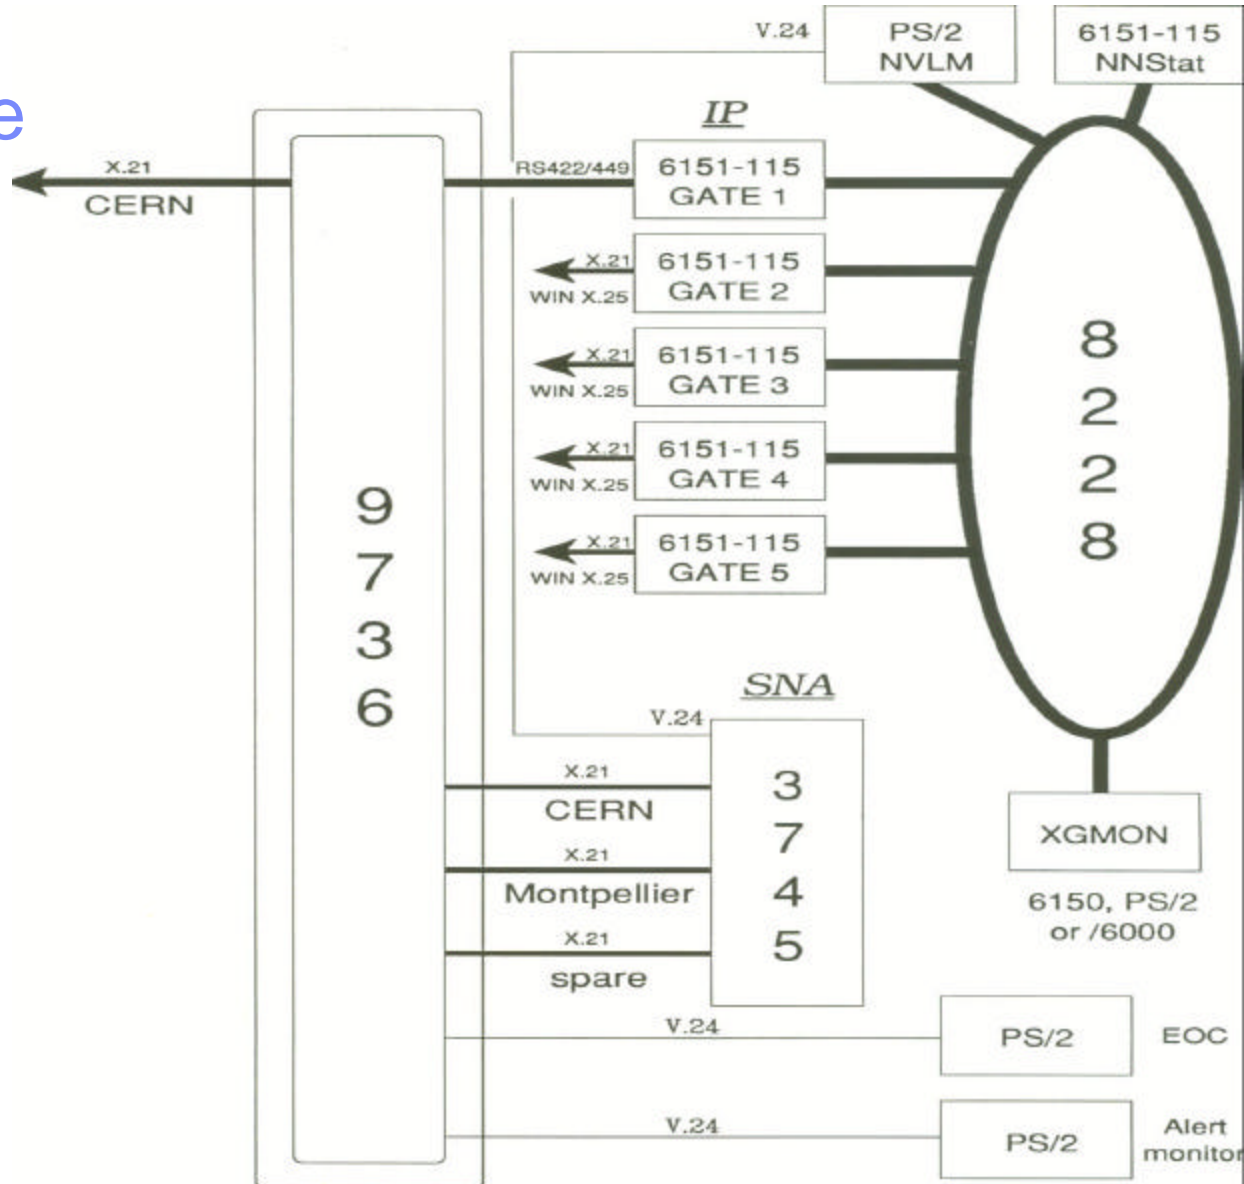 e
V.24
PS/2
NVLM
6151-115
NNStat
IP
X.21
CERN
RS422/449
6151-115
GATE 1
X.21
WIN X.25
6151-115
GATE 2
X.21
WIN X.25
6151-115
GATE 3
X.21
WIN X.25
6151-115
GATE 4
X.21
WIN X.25
6151-115
GATE 5
8
2
2
8
9
7
3
6
SNA
V.24
3
7
4
5
X.21
CERN
X.21
Montpellier
X.21
spare
XGMON
6150, PS/2
or /6000
V.24
PS/2
EOC
V.24
PS/2
Alert
monitor